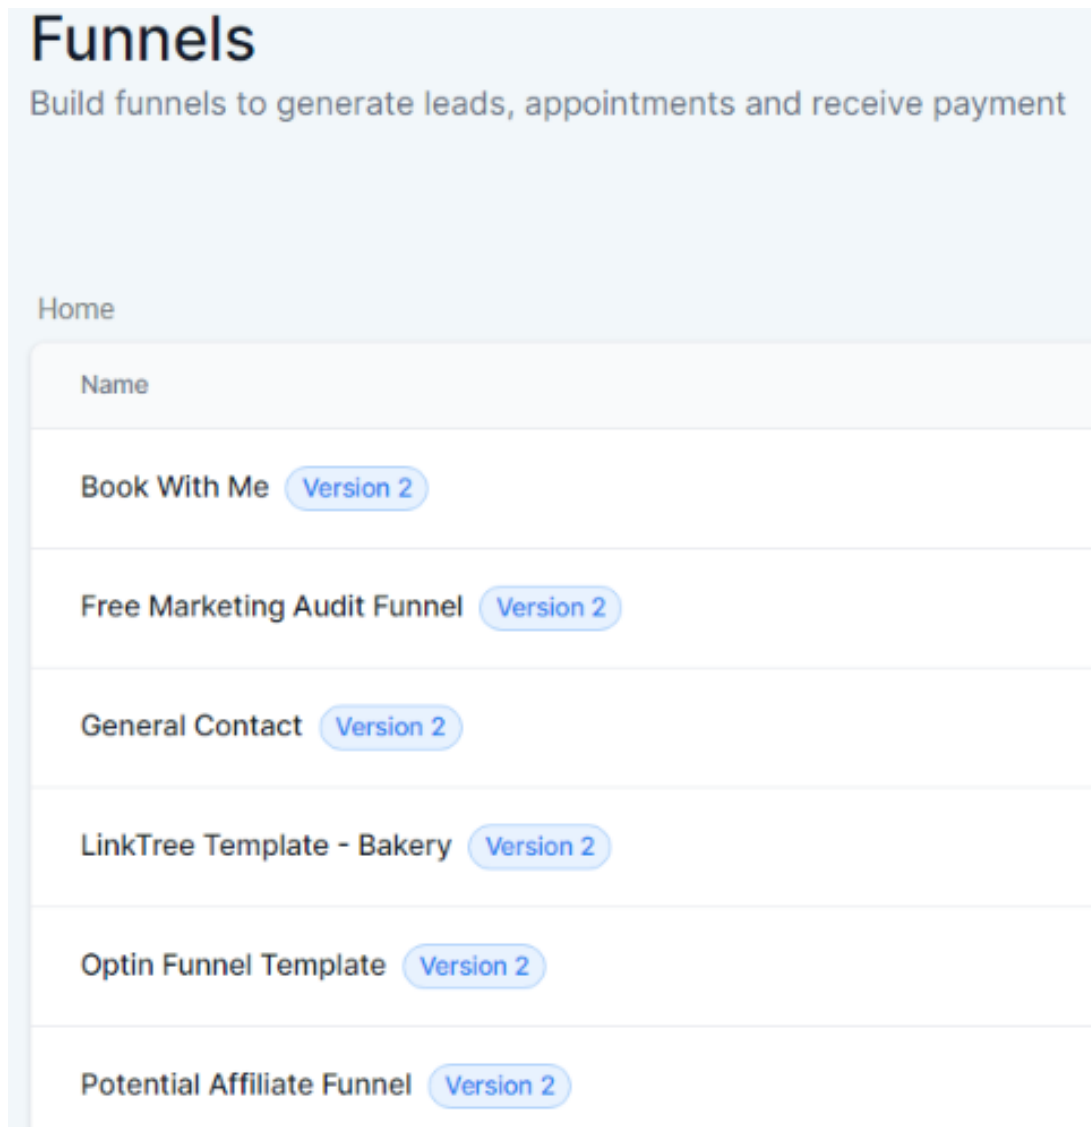 Funnels
Build funnels to generate leads, appointments and receive payment
Home
Name
Book With Me Version 2
Free Marketing Audit Funnel Version 2
General Contact Version 2
LinkTree Template - Bakery Version 2
Optin Funnel Template Version 2
Potential Affiliate Funnel Version 2